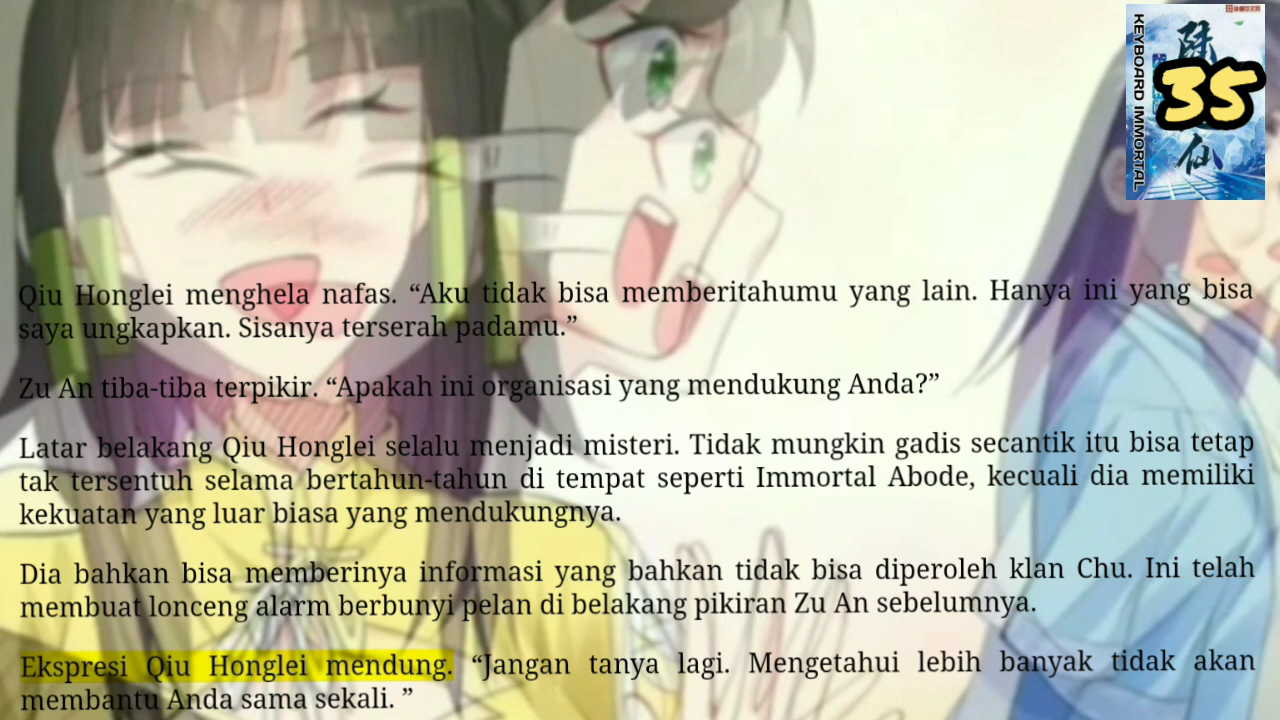 KEYBOARD IMMORTAL
陆
仙
35
Qiu Honglei menghela nafas. “Aku tidak bisa memberitahumu yang lain. Hanya ini yang bisa
saya ungkapkan. Sisanya terserah padamu.”
Zu An tiba-tiba terpikir. “Apakah ini organisasi yang mendukung Anda?”
Latar belakang Qiu Honglei selalu menjadi misteri. Tidak mungkin gadis secantik itu bisa tetap
tak tersentuh selama bertahun-tahun di tempat seperti Immortal Abode, kecuali dia memiliki
kekuatan yang luar biasa yang mendukungnya.
Dia bahkan bisa memberinya informasi yang bahkan tidak bisa diperoleh klan Chu. Ini telah
membuat lonceng alarm berbunyi pelan di belakang pikiran Zu An sebelumnya.
Ekspresi Qiu Honglei mendung. “Jangan tanya lagi. Mengetahui lebih banyak tidak akan
membantu Anda sama sekali. ”